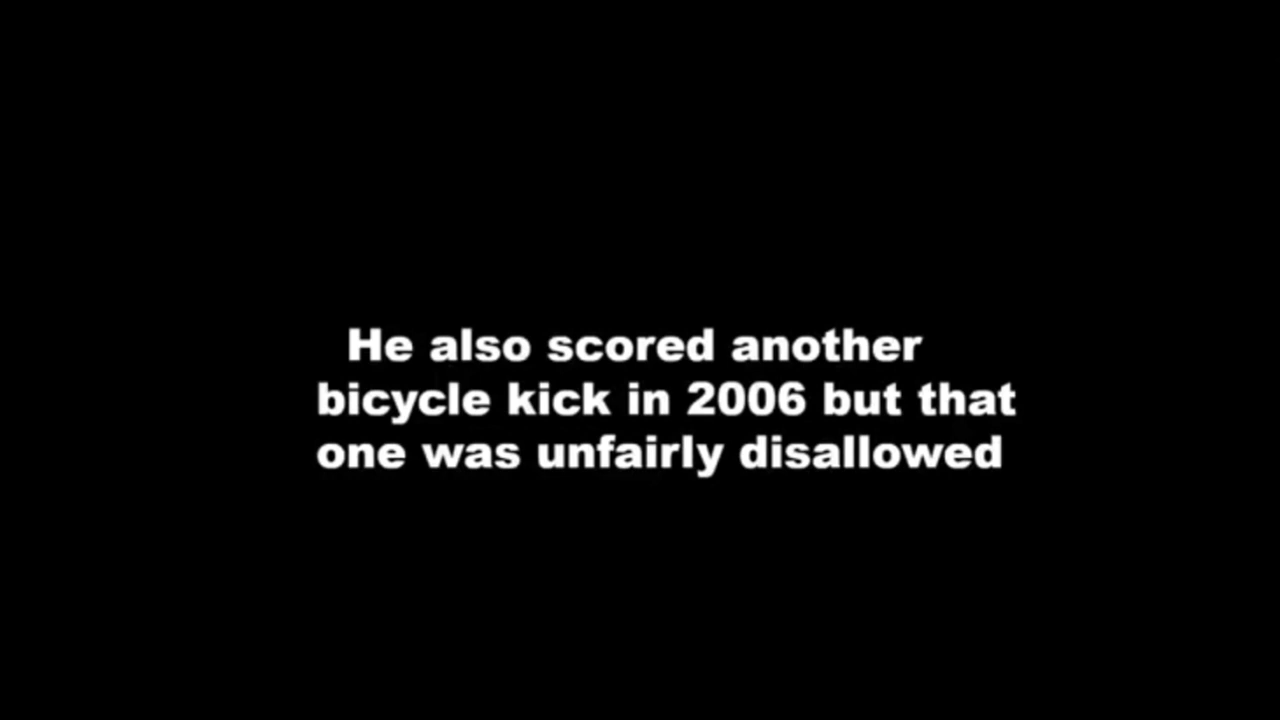 He also scored another
bicycle kick in 2006 but that
one was unfairly disallowed